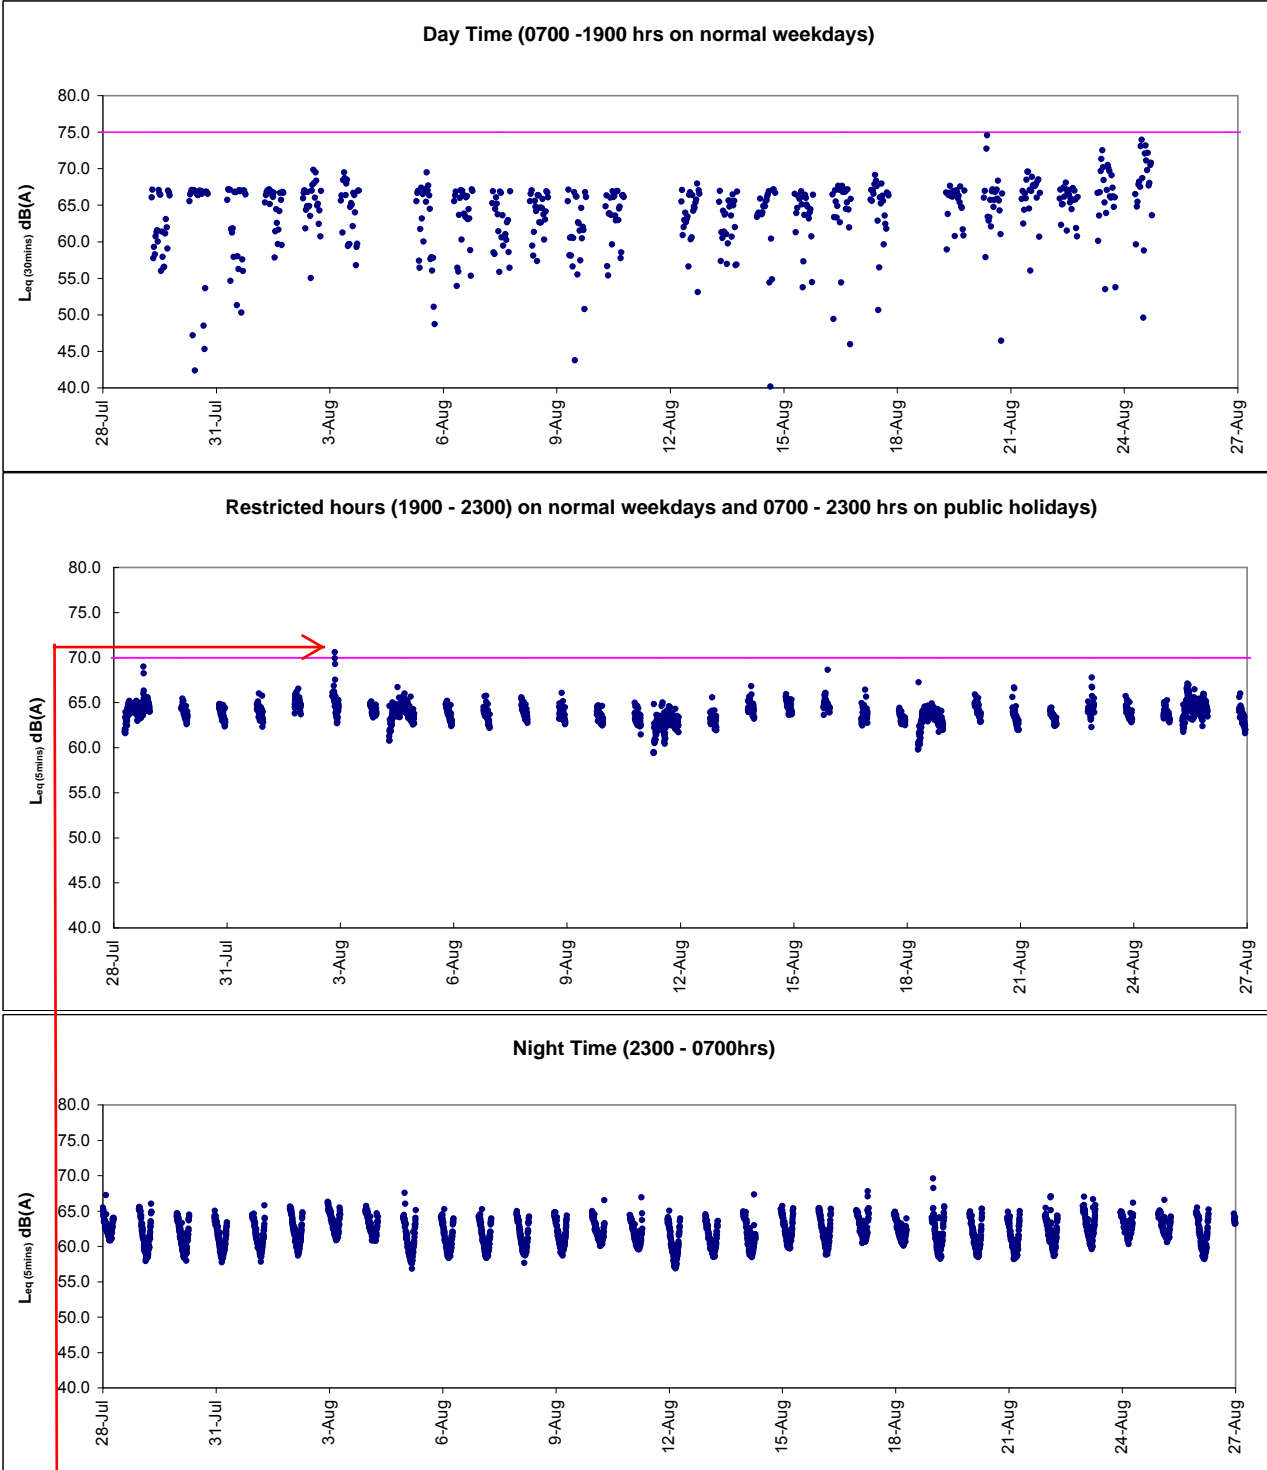 Day Time (0700 -1900 hrs on normal weekdays)
80.0
75.0
70.0
65.0
60.0
55.0
50.0
45.0
40.0
Leq (30mins) dB(A)
28-Jul
31-Jul
3-Aug
6-Aug
9-Aug
12-Aug
15-Aug
18-Aug
21-Aug
24-Aug
27-Aug
Restricted hours (1900 - 2300) on normal weekdays and 0700 - 2300 hrs on public holidays)
80.0
75.0
70.0
65.0
60.0
55.0
50.0
45.0
40.0
Leq (5mins) dB(A)
28-Jul
31-Jul
3-Aug
6-Aug
9-Aug
12-Aug
15-Aug
18-Aug
21-Aug
24-Aug
27-Aug
Night Time (2300 - 0700hrs)
80.0
75.0
70.0
65.0
60.0
55.0
50.0
45.0
40.0
Leq (5mins) dB(A)
28-Jul
31-Jul
3-Aug
6-Aug
9-Aug
12-Aug
15-Aug
18-Aug
21-Aug
24-Aug
27-Aug